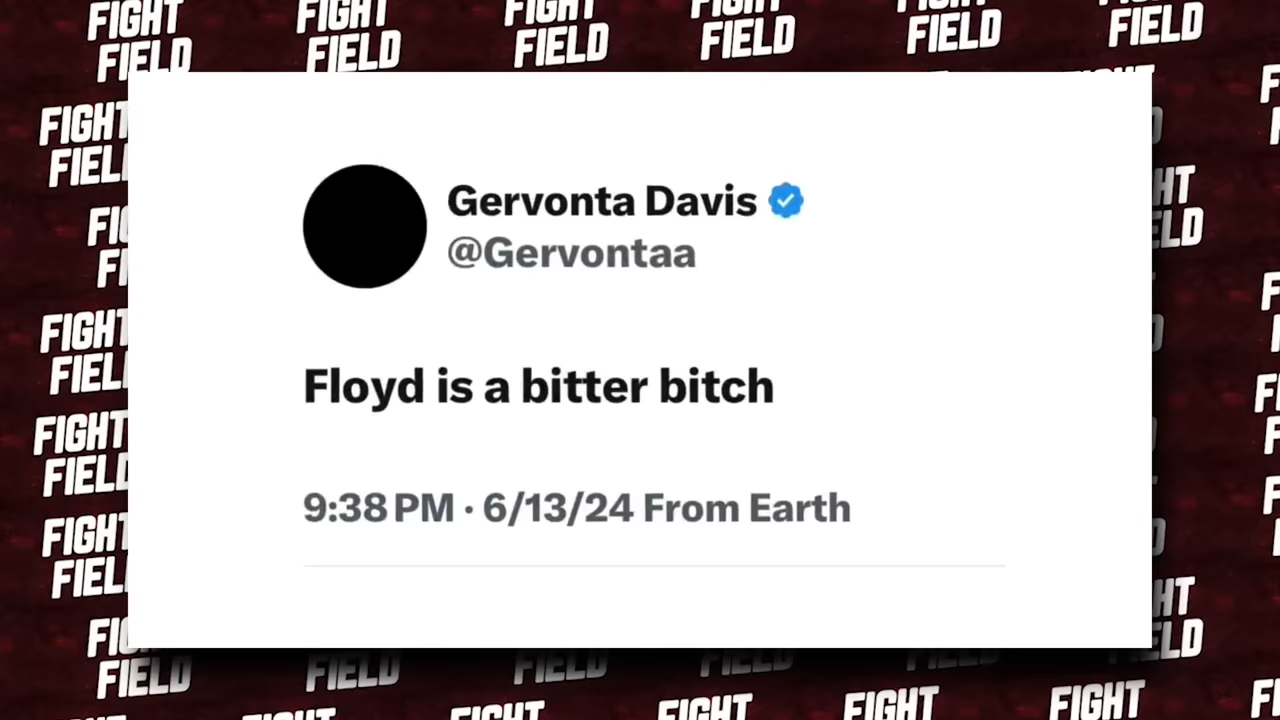 FIGHT
FIELD
Gervonta Davis
@Gervontaa
Floyd is a bitter bitch
9:38 PM · 6/13/24 From Earth